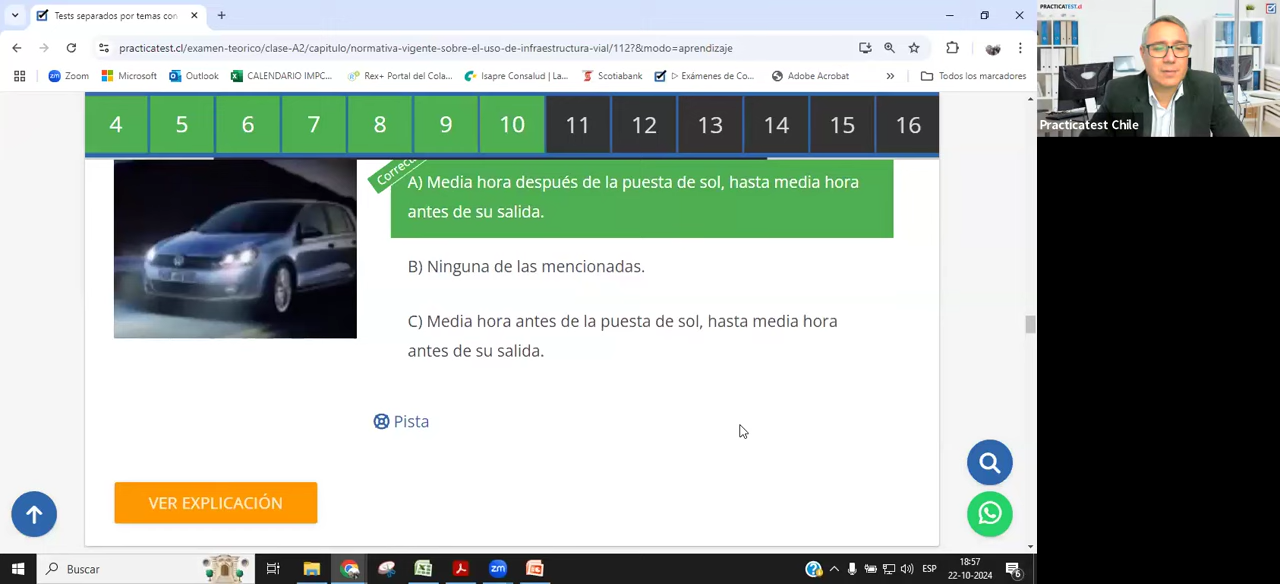 Tests separados por temas con
PRACTICATEST.cl
practicatest.cl/examen-teorico/clase-A2/capitulo/normativa-vigente-sobre-el-uso-de-infraestructura-vial/112?&modo=aprendizaje
Zoom
Microsoft
Outlook
CALENDARIO IMPC...
Rex+ Portal del Cola...
Isapre Consalud | La...
Scotiabank
▷ Exámenes de Co...
Adobe Acrobat
»
Todos los marcadores
Practicatest Chile
4 5 6 7 8 9 10 11 12 13 14 15 16
A) Media hora después de la puesta de sol, hasta media hora
antes de su salida.
B) Ninguna de las mencionadas.
C) Media hora antes de la puesta de sol, hasta media hora
antes de su salida.
Pista
VER EXPLICACIÓN
Buscar
ESP
18:57
22-10-2024
6